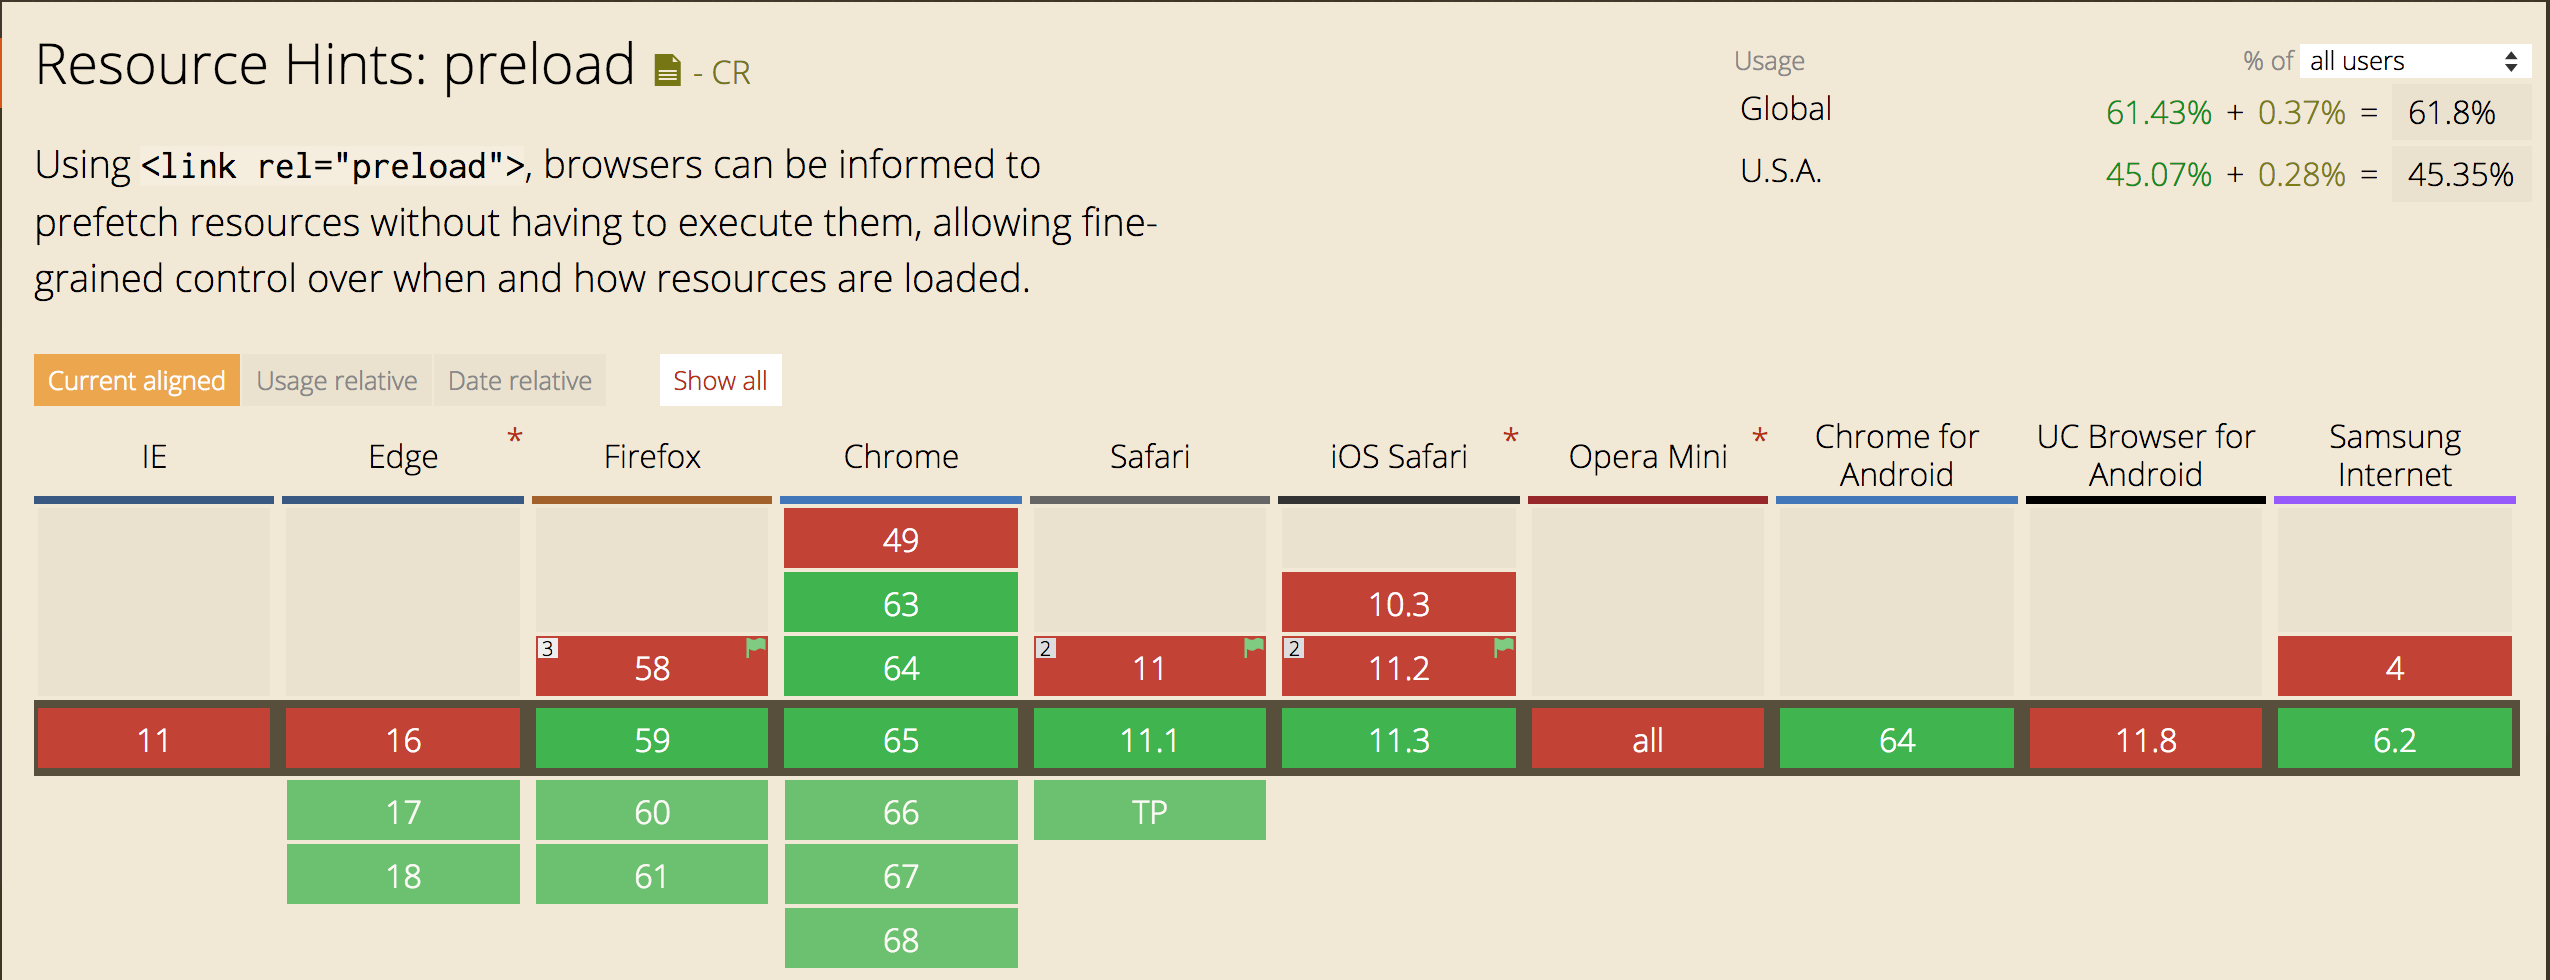 Resource Hints: preload - CR
Usage % of all users
Global 61.43% + 0.37% = 61.8%
U.S.A. 45.07% + 0.28% = 45.35%
Using <link rel="preload">, browsers can be informed to
prefetch resources without having to execute them, allowing fine-
grained control over when and how resources are loaded.
Current aligned Usage relative Date relative Show all
IE Edge * Firefox Chrome Safari iOS Safari * Opera Mini * Chrome for Android UC Browser for Android Samsung Internet
49
63 10.3
3 58 64 2 11 2 11.2 4
11 16 59 65 11.1 11.3 all 64 11.8 6.2
17 60 66 TP
18 61 67
68